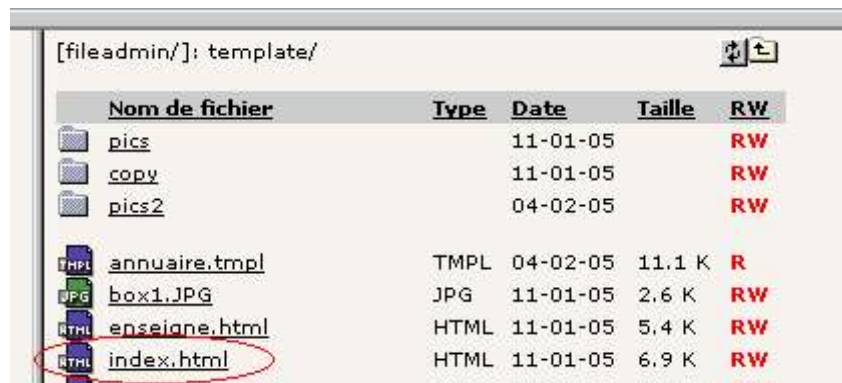 [fileadmin/]: template/
Nom de fichier Type Date Taille RW
pics 11-01-05 RW
copy 11-01-05 RW
pics2 04-02-05 RW
TMPL annuaire.tmpl TMPL 04-02-05 11.1 K R
JPG box1.JPG JPG 11-01-05 2.6 K RW
enseigne.html HTML 11-01-05 5.4 K RW
index.html HTML 11-01-05 6.9 K RW